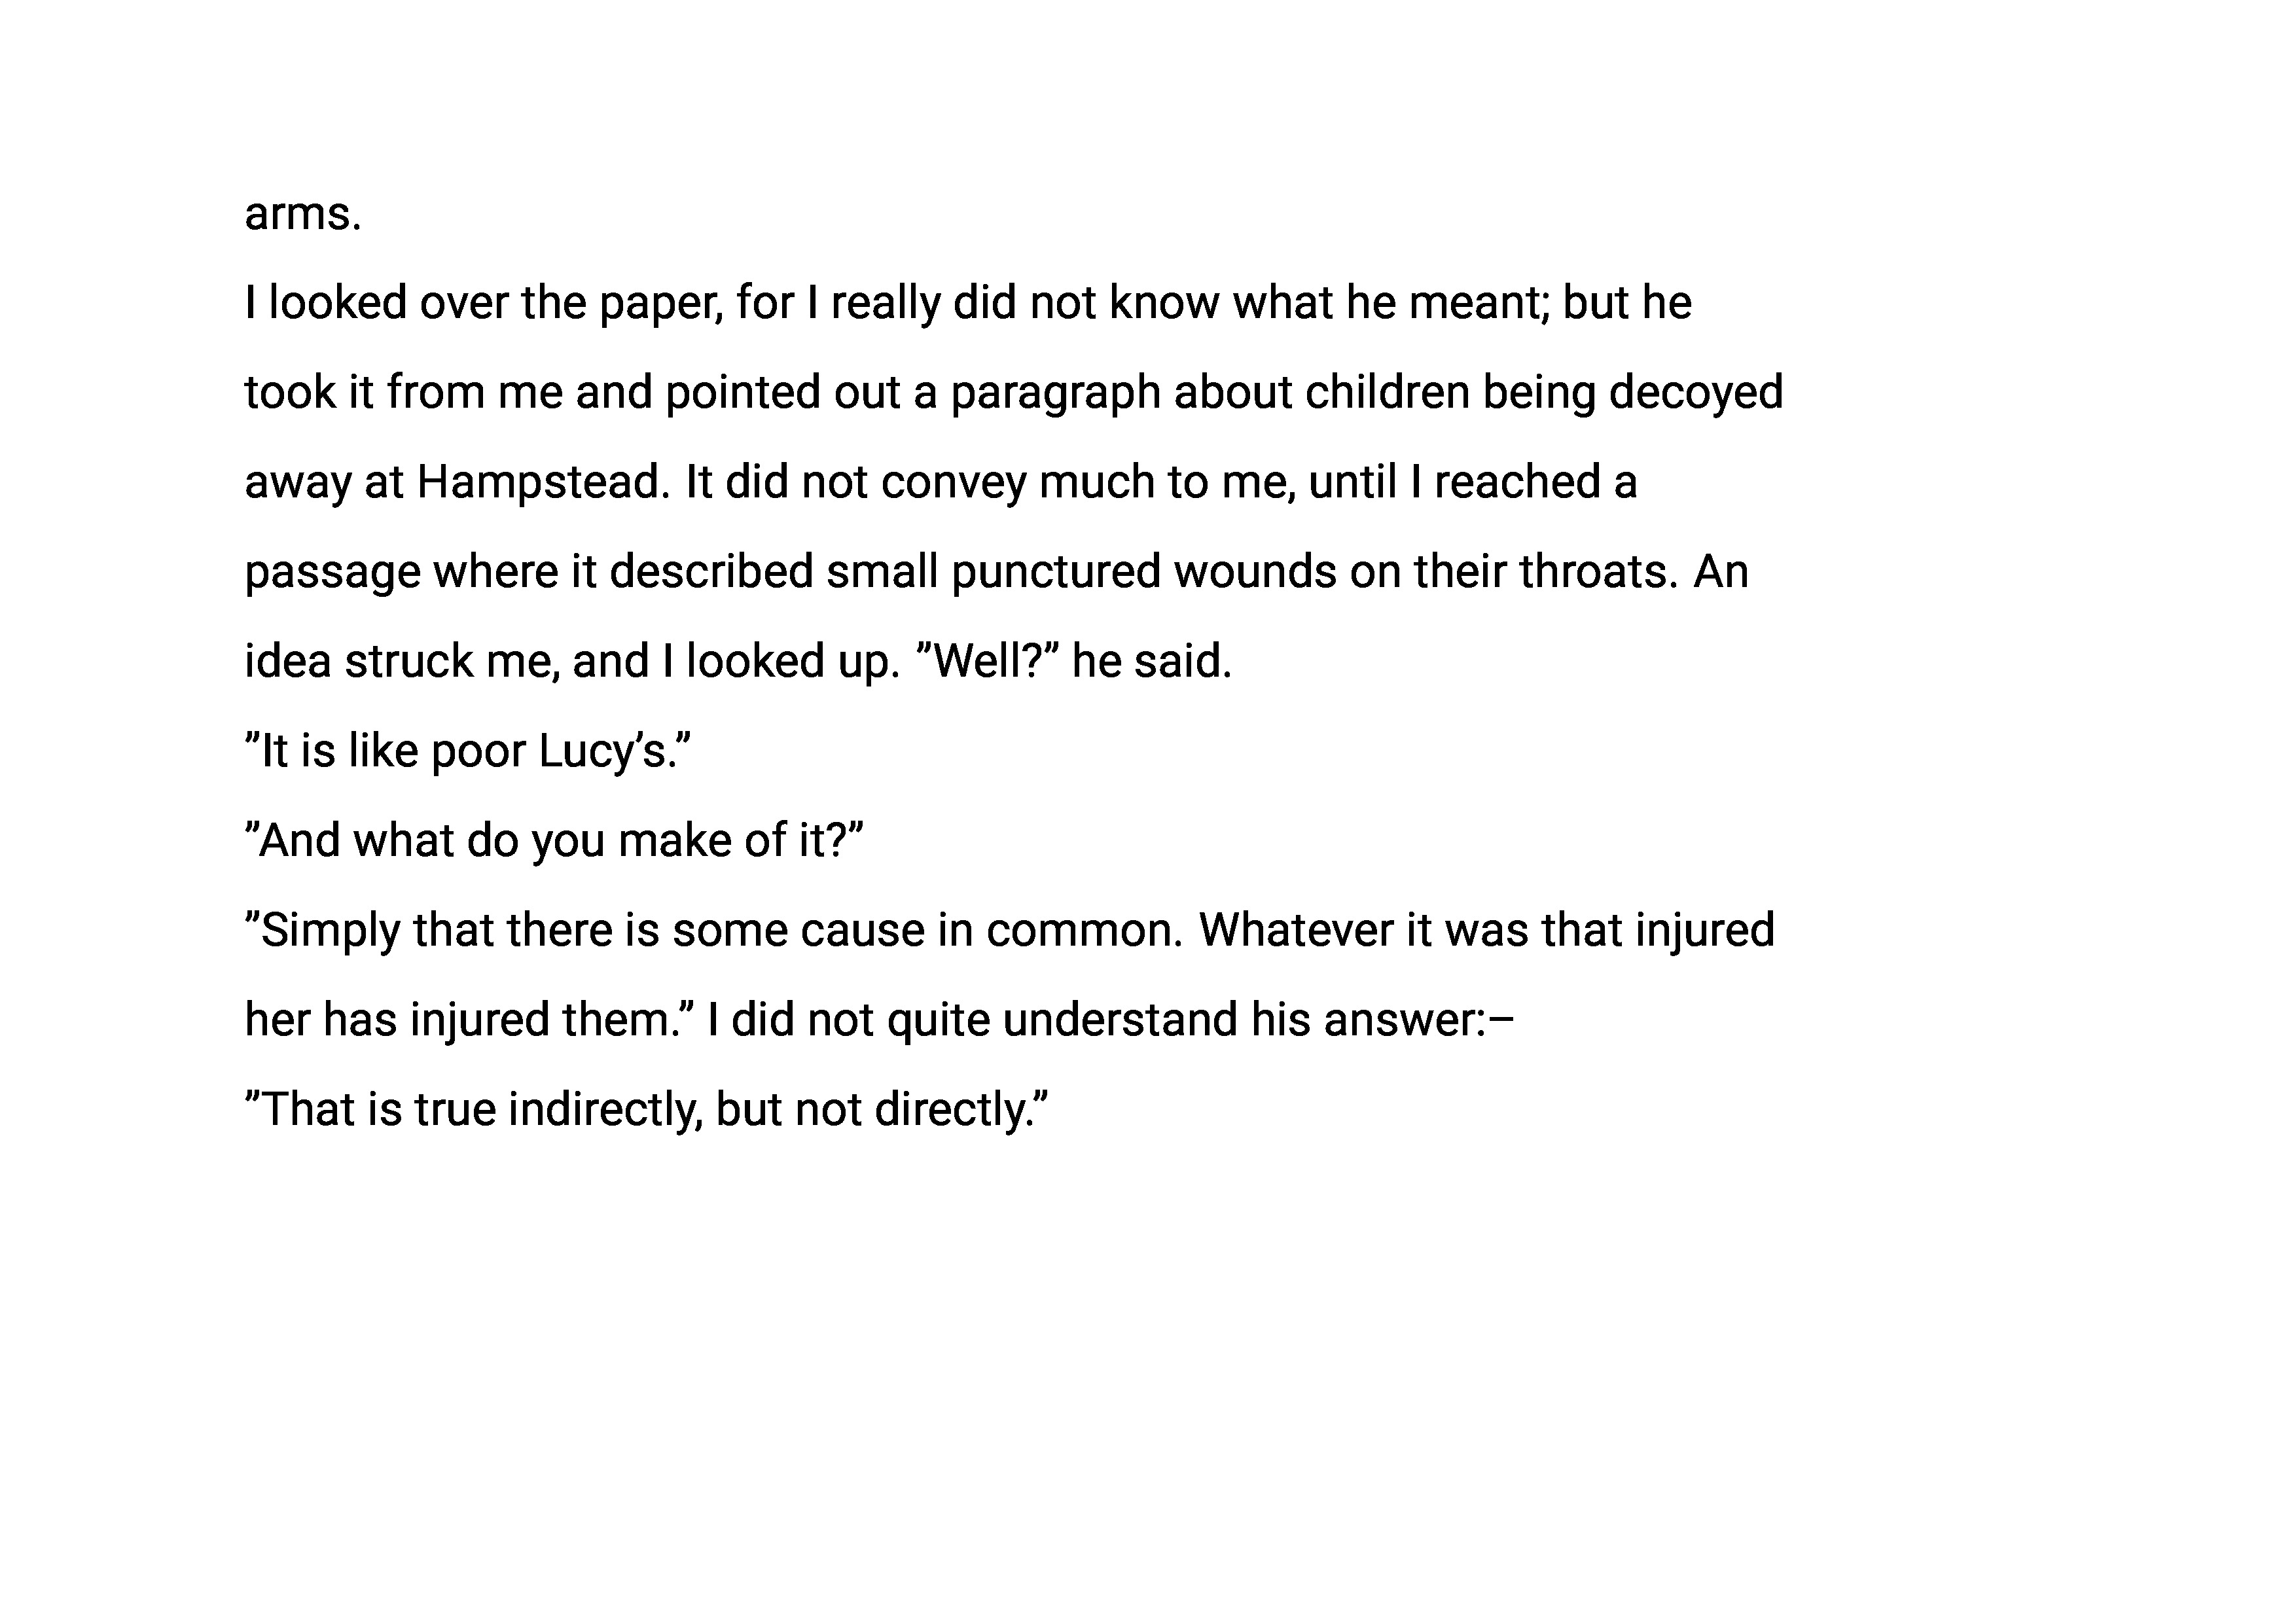 arms.
I looked over the paper, for I really did not know what he meant; but he
took it from me and pointed out a paragraph about children being decoyed
away at Hampstead. It did not convey much to me, until I reached a
passage where it described small punctured wounds on their throats. An
idea struck me, and I looked up. ”Well?” he said.
”It is like poor Lucy’s.”
”And what do you make of it?”
”Simply that there is some cause in common. Whatever it was that injured
her has injured them.” I did not quite understand his answer:–
”That is true indirectly, but not directly.”